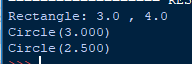 Rectangle: 3.0 , 4.0
Circle(3.000)
Circle(2.500)
>>>